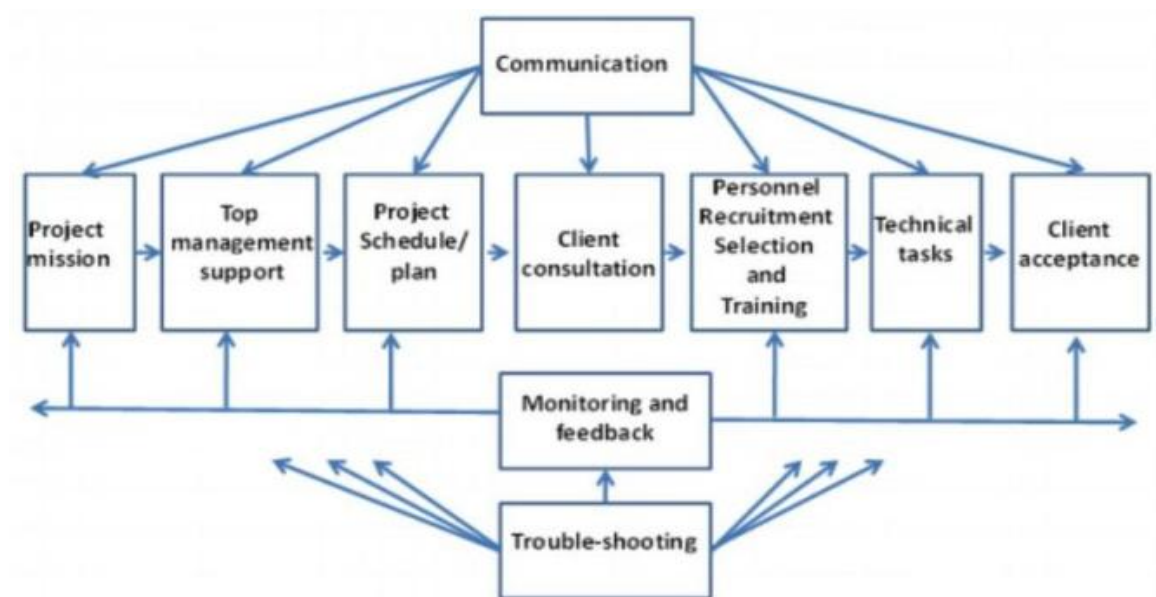 Communication
Project
mission
Top
management
support
Project
Schedule/
plan
Client
consultation
Personnel
Recruitment
Selection
and
Training
Technical
tasks
Client
acceptance
Monitoring and
feedback
Trouble-shooting